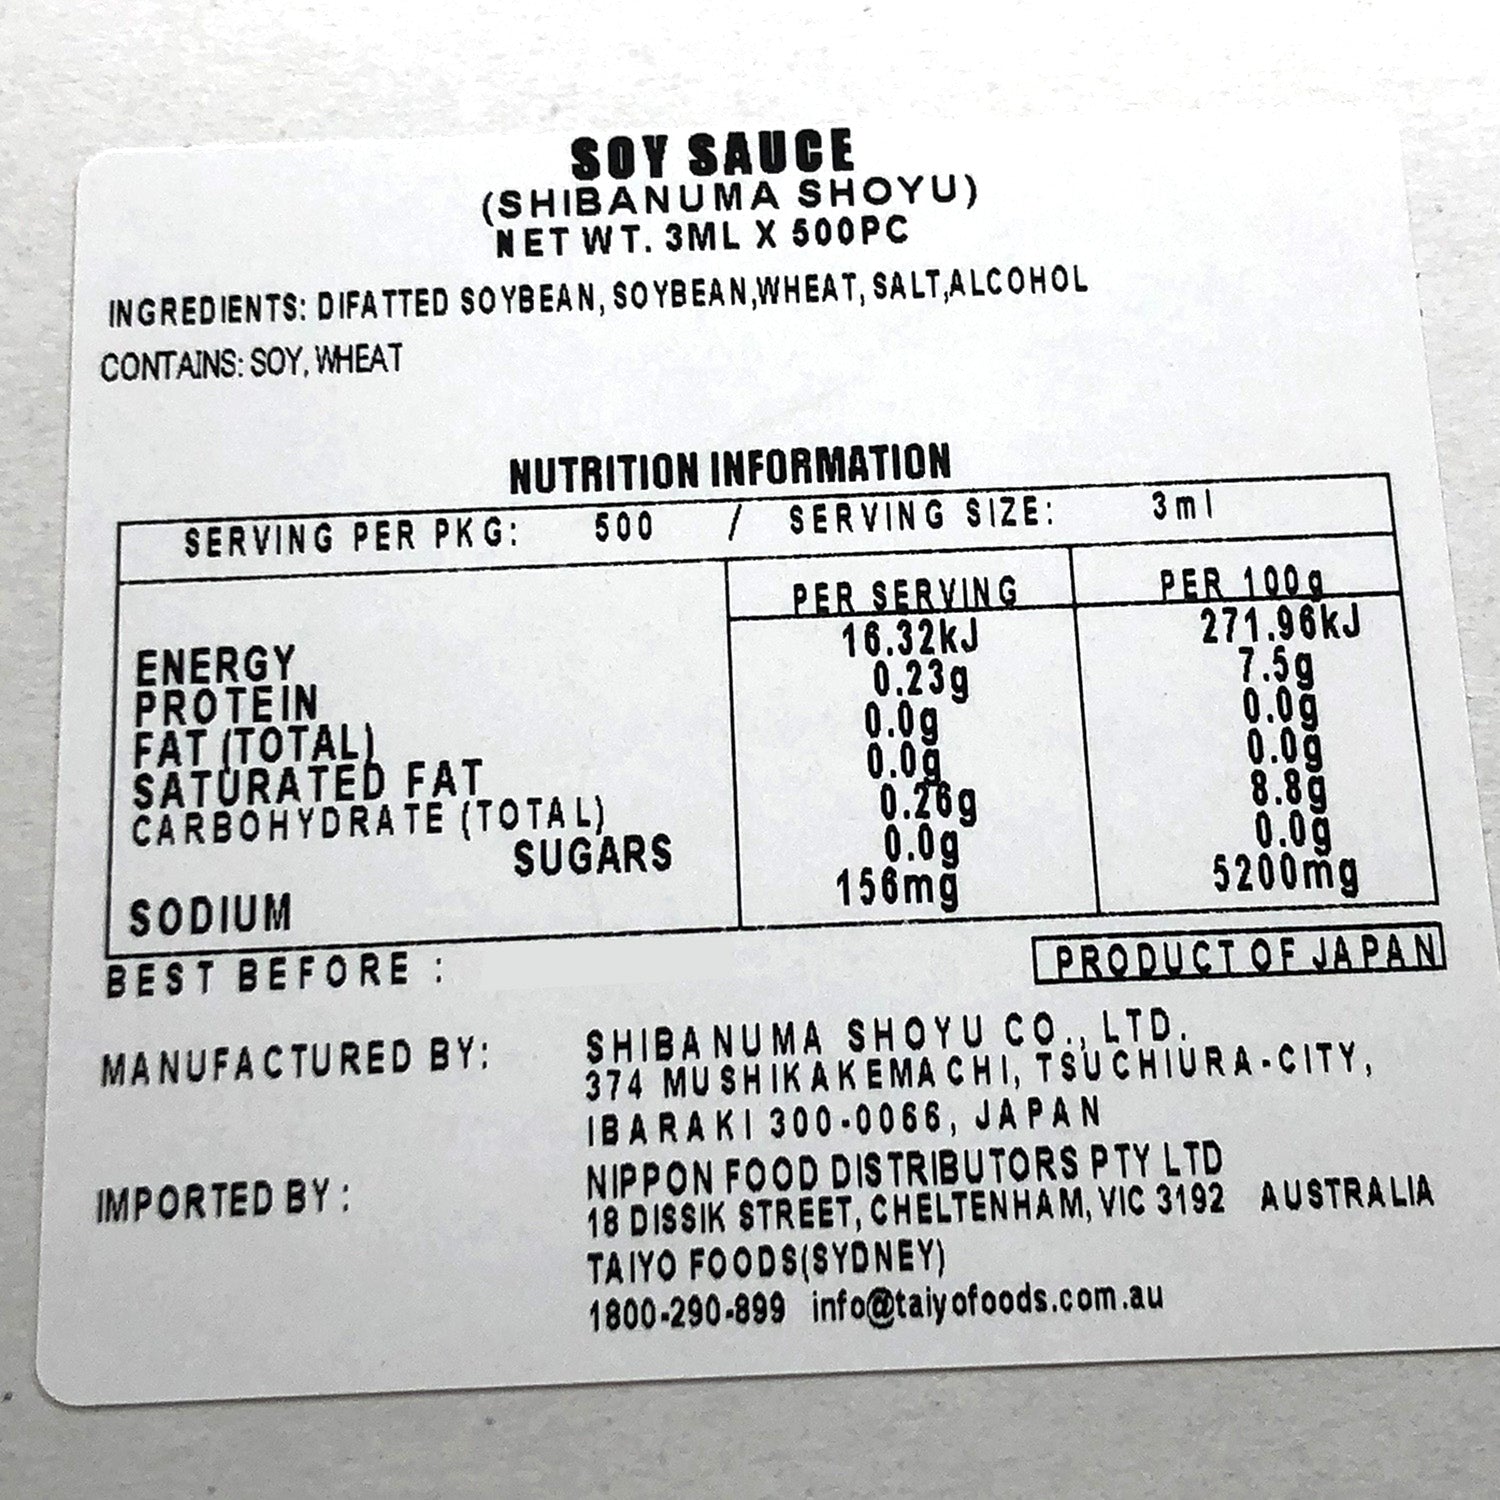 SOY SAUCE
(SHIBANUMA SHOYU)
NET WT. 3ML X 500PC
INGREDIENTS: DIFATTED SOYBEAN, SOYBEAN,WHEAT, SALT,ALCOHOL
CONTAINS: SOY, WHEAT
NUTRITION INFORMATION
SERVING PER PKG: 500 / SERVING SIZE: 3ml
PER SERVING PER 100g
ENERGY 16.32kJ 271.96kJ
PROTEIN 0.23g 7.5g
FAT (TOTAL) 0.0g 0.0g
SATURATED FAT 0.0g 0.0g
CARBOHYDRATE (TOTAL) 0.26g 8.8g
SUGARS 0.0g 0.0g
SODIUM 156mg 5200mg
BEST BEFORE : PRODUCT OF JAPAN
MANUFACTURED BY: SHIBANUMA SHOYU CO., LTD.
374 MUSHIKAKEMACHI, TSUCHIURA-CITY,
IBARAKI 300-0066, JAPAN
NIPPON FOOD DISTRIBUTORS PTY LTD
IMPORTED BY : 18 DISSIK STREET, CHELTENHAM, VIC 3192 AUSTRALIA
TAIYO FOODS(SYDNEY)
1800-290-899 info@taiyofoods.com.au